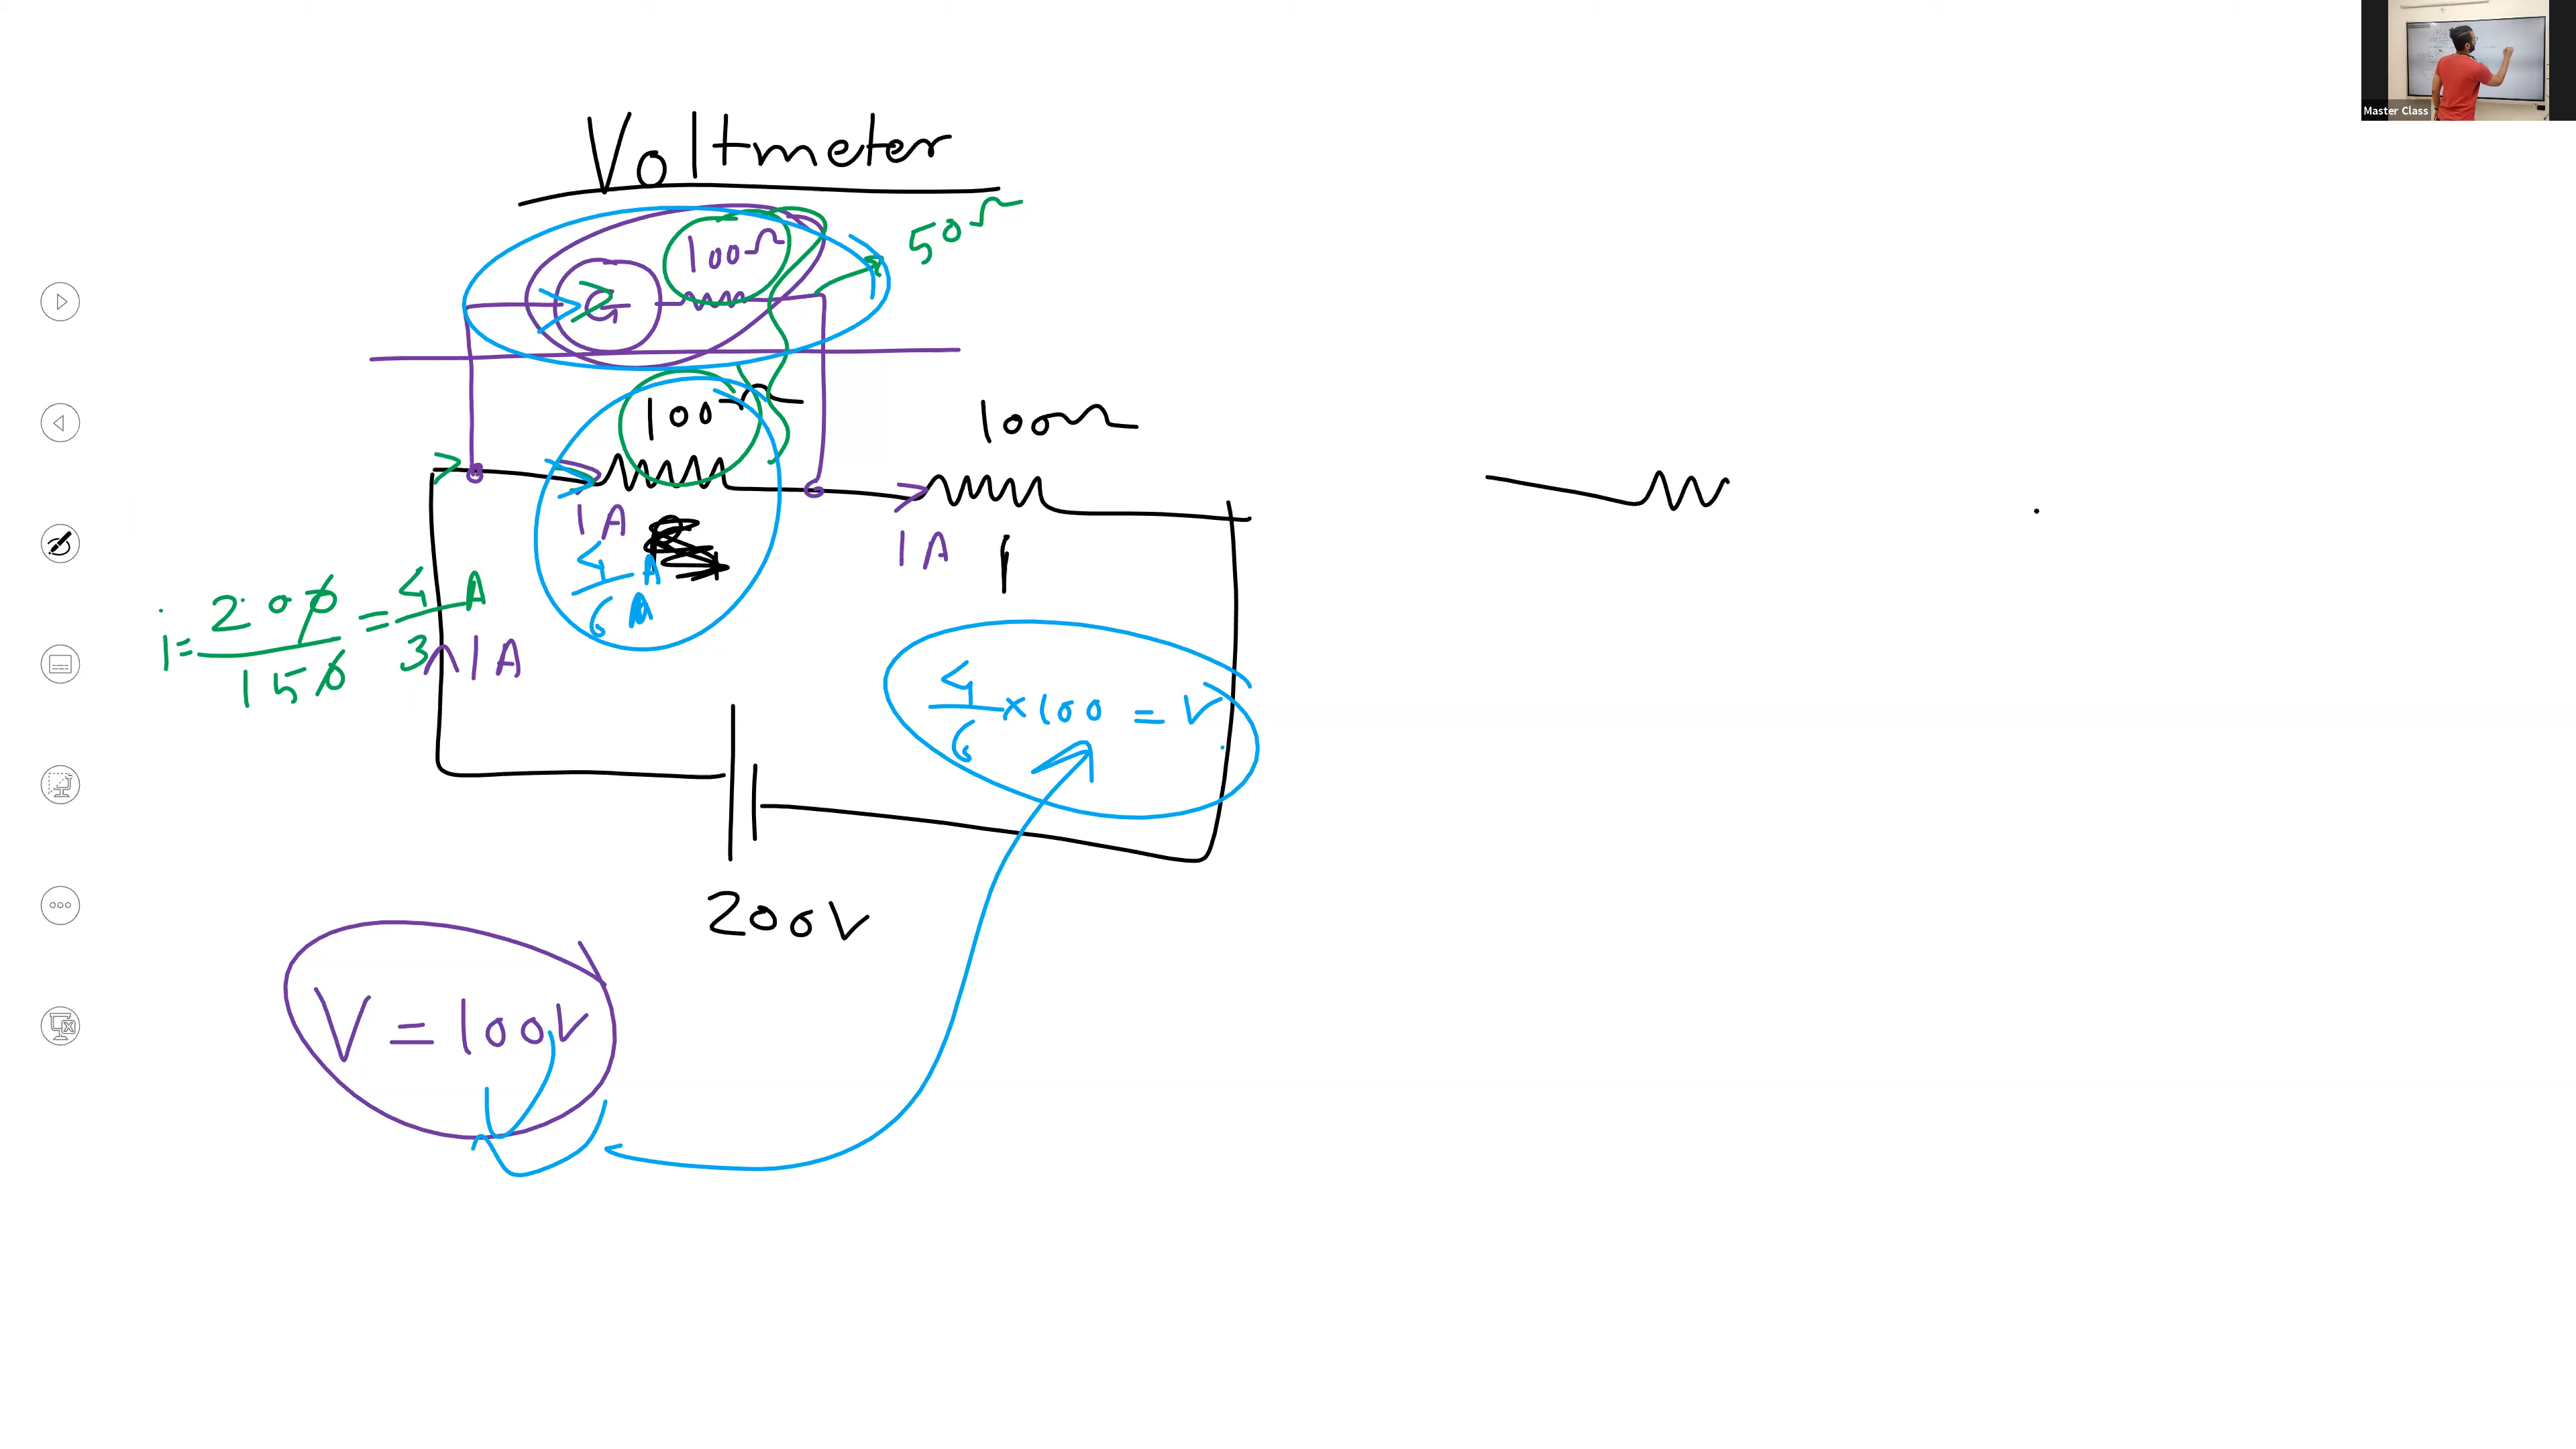 Voltmeter
100Ω
50Ω
G
100Ω
100Ω
1A
1A
4/6 A
A
i = 200/150 = 4/3 A
1A
4/6 × 100 = V
200V
V = 100V
Master Class